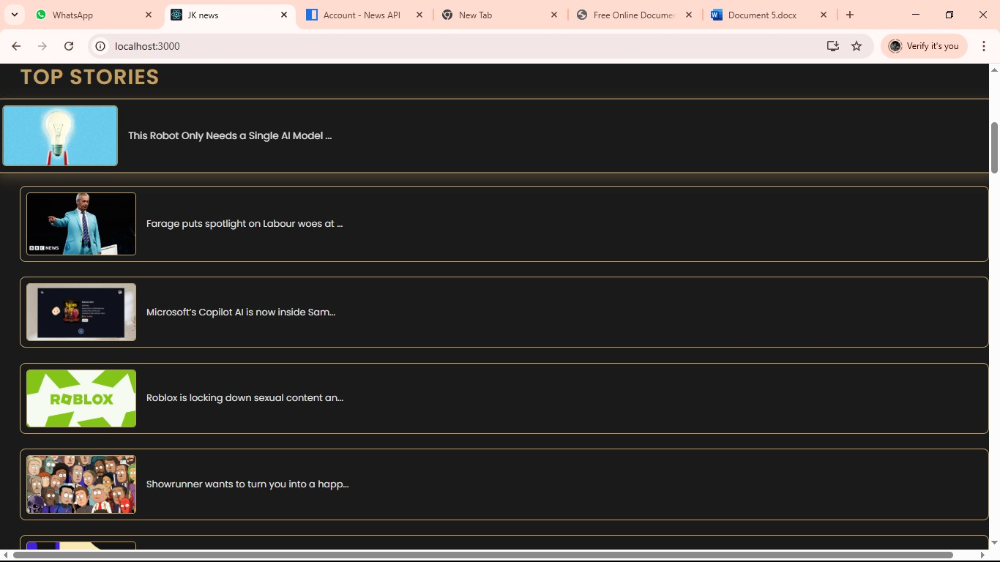 WhatsApp
JK news
Account - News API
New Tab
Free Online Documen
Document 5.docx
localhost:3000
Verify it's you
TOP STORIES
This Robot Only Needs a Single AI Model ...
Farage puts spotlight on Labour woes at ...
BBC NEWS
Microsoft’s Copilot AI is now inside Sam...
Roblox is locking down sexual content an...
ROBLOX
Showrunner wants to turn you into a happ...